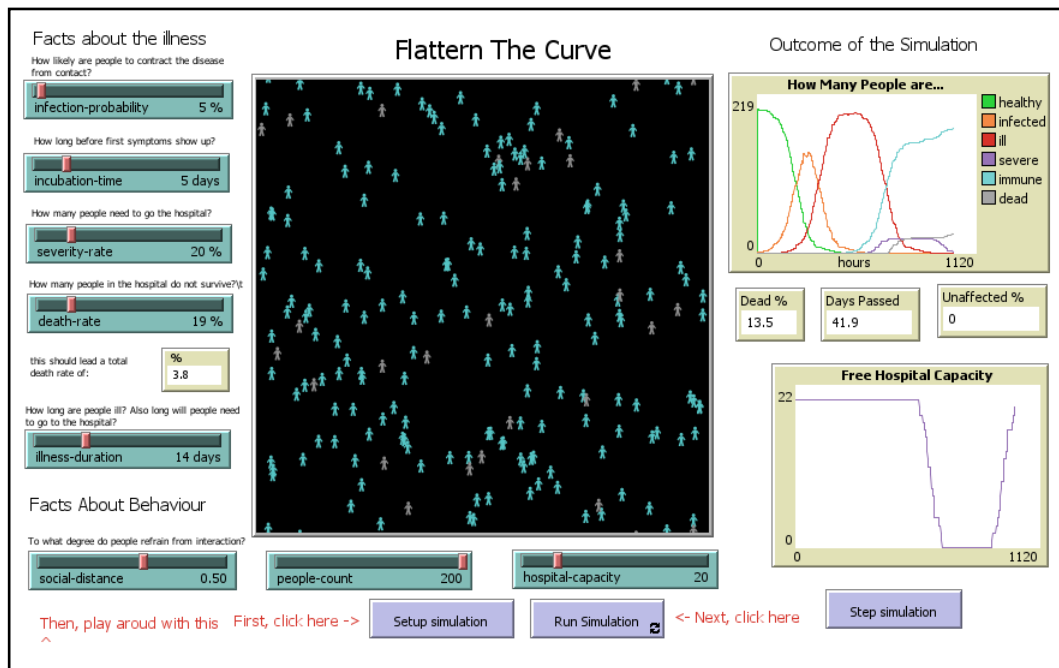 Facts about the illness
How likely are people to contract the disease
from contact?
infection-probability 5 %
How long before first symptoms show up?
incubation-time 5 days
How many people need to go the hospital?
severity-rate 20 %
How many people in the hospital do not survive?\t
death-rate 19 %
this should lead a total
death rate of:
%
3.8
How long are people ill? Also long will people need
to go to the hospital?
illness-duration 14 days
Facts About Behaviour
To what degree do people refrain from interaction?
social-distance 0.50
Then, play aroud with this
^
Flattern The Curve
people-count 200
hospital-capacity 20
First, click here ->
Setup simulation
Run Simulation
<- Next, click here
Step simulation
Outcome of the Simulation
How Many People are...
219
0
0
hours
1120
healthy
infected
ill
severe
immune
dead
Dead %
13.5
Days Passed
41.9
Unaffected %
0
Free Hospital Capacity
22
0
0
1120